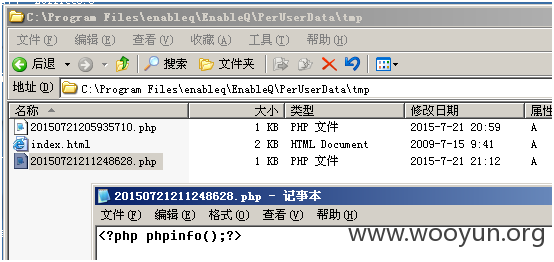 C:\Program Files\enableq\EnableQ\PerUserData\tmp
文件(F) 编辑(E) 查看(V) 收藏(A) 工具(T) 帮助(H)
后退 搜索 文件夹
地址(D) C:\Program Files\enableq\EnableQ\PerUserData\tmp
名称 大小 类型 修改日期 属性
20150721205935710.php 1 KB PHP 文件 2015-7-21 20:59 A
index.html 2 KB HTML Document 2009-7-15 9:41 A
20150721211248628.php 1 KB PHP 文件 2015-7-21 21:12 A
20150721211248628.php - 记事本
文件(F) 编辑(E) 格式(O) 查看(V) 帮助(H)
<?php phpinfo();?>
www.wooyun.org